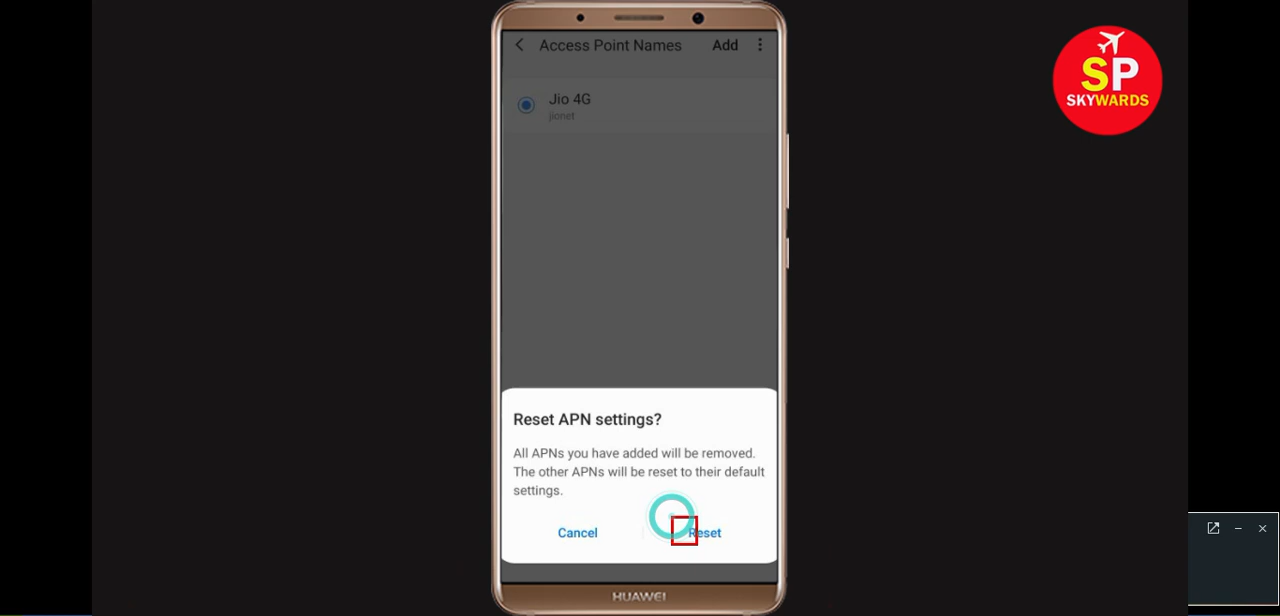 Access Point Names Add
Jio 4G
jionet
SP
SKYWARDS
Reset APN settings?
All APNs you have added will be removed.
The other APNs will be reset to their default
settings.
Cancel Reset
HUAWEI